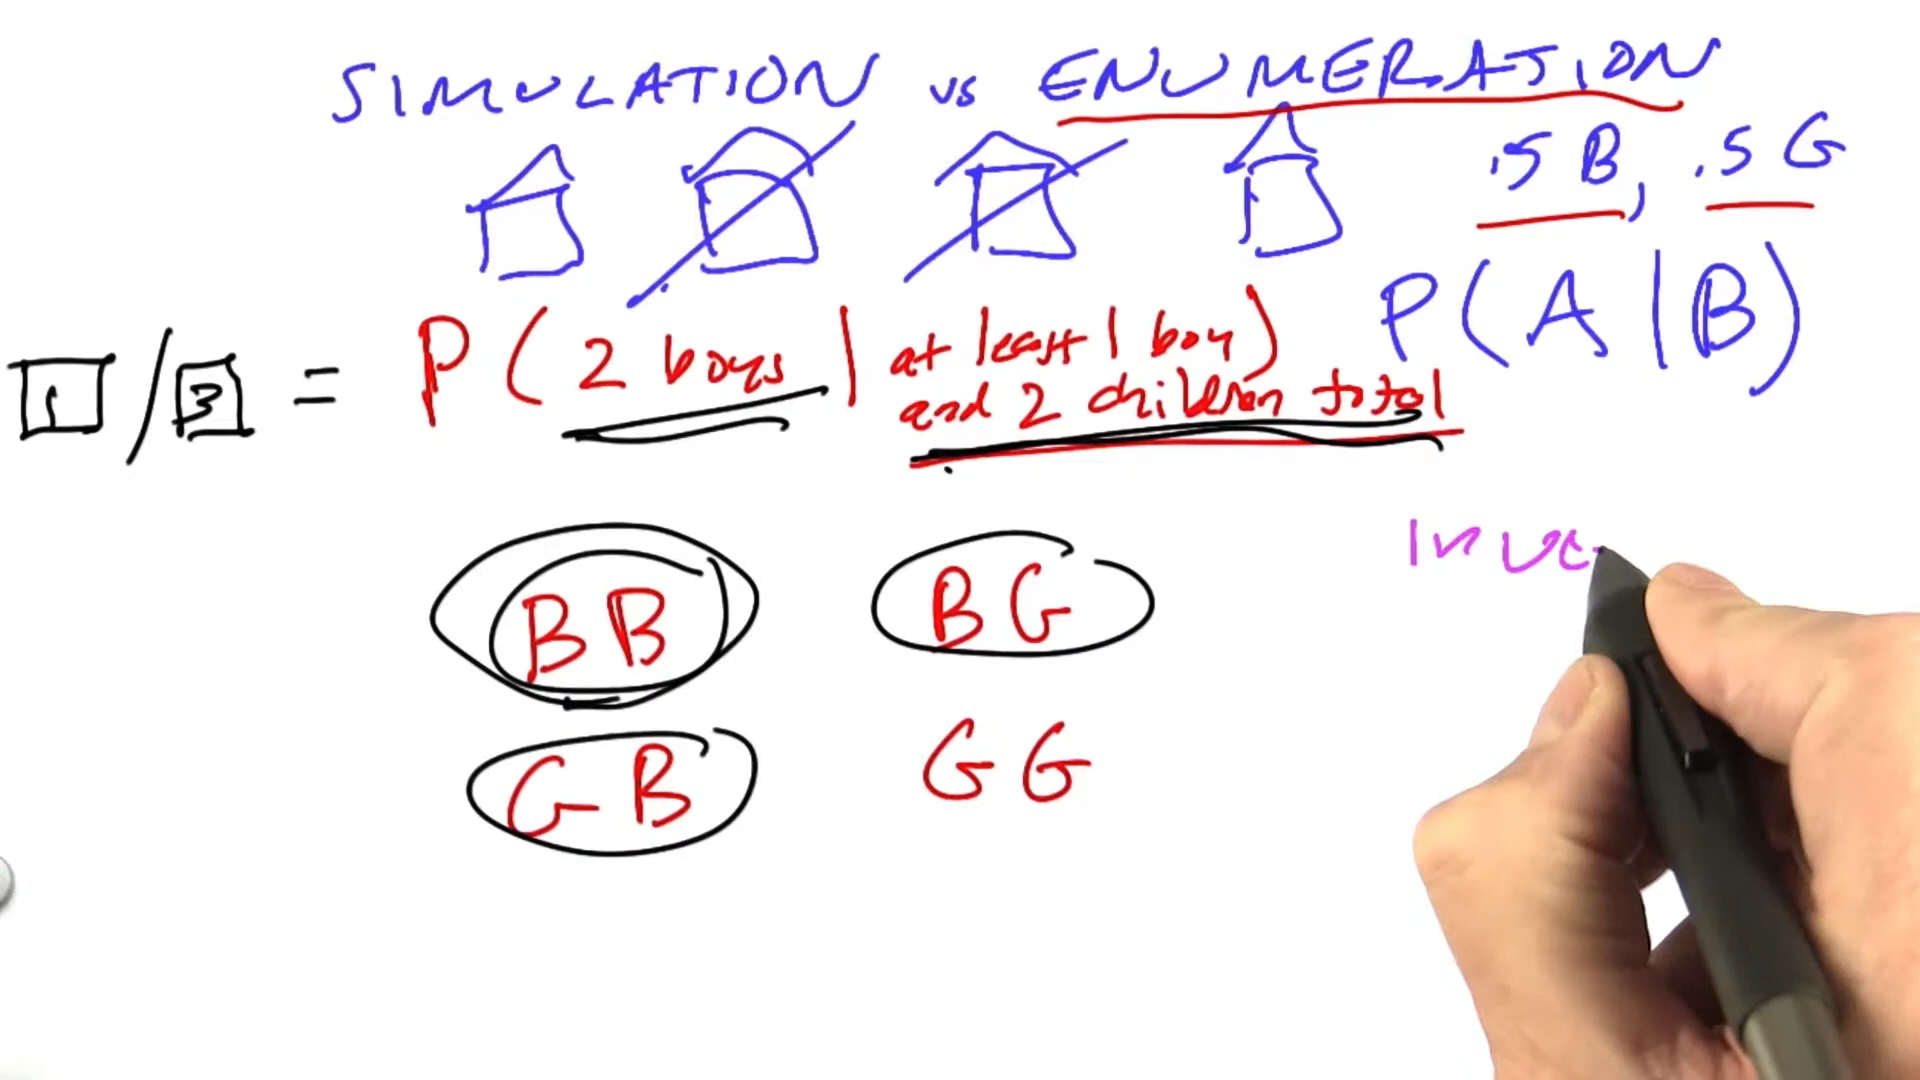 SIMULATION vs ENUMERATION
.5 B, .5 G
P(A|B)
1/3 = P(2 boys | at least 1 boy)
and 2 children total
BB BG
GB GG
Inve